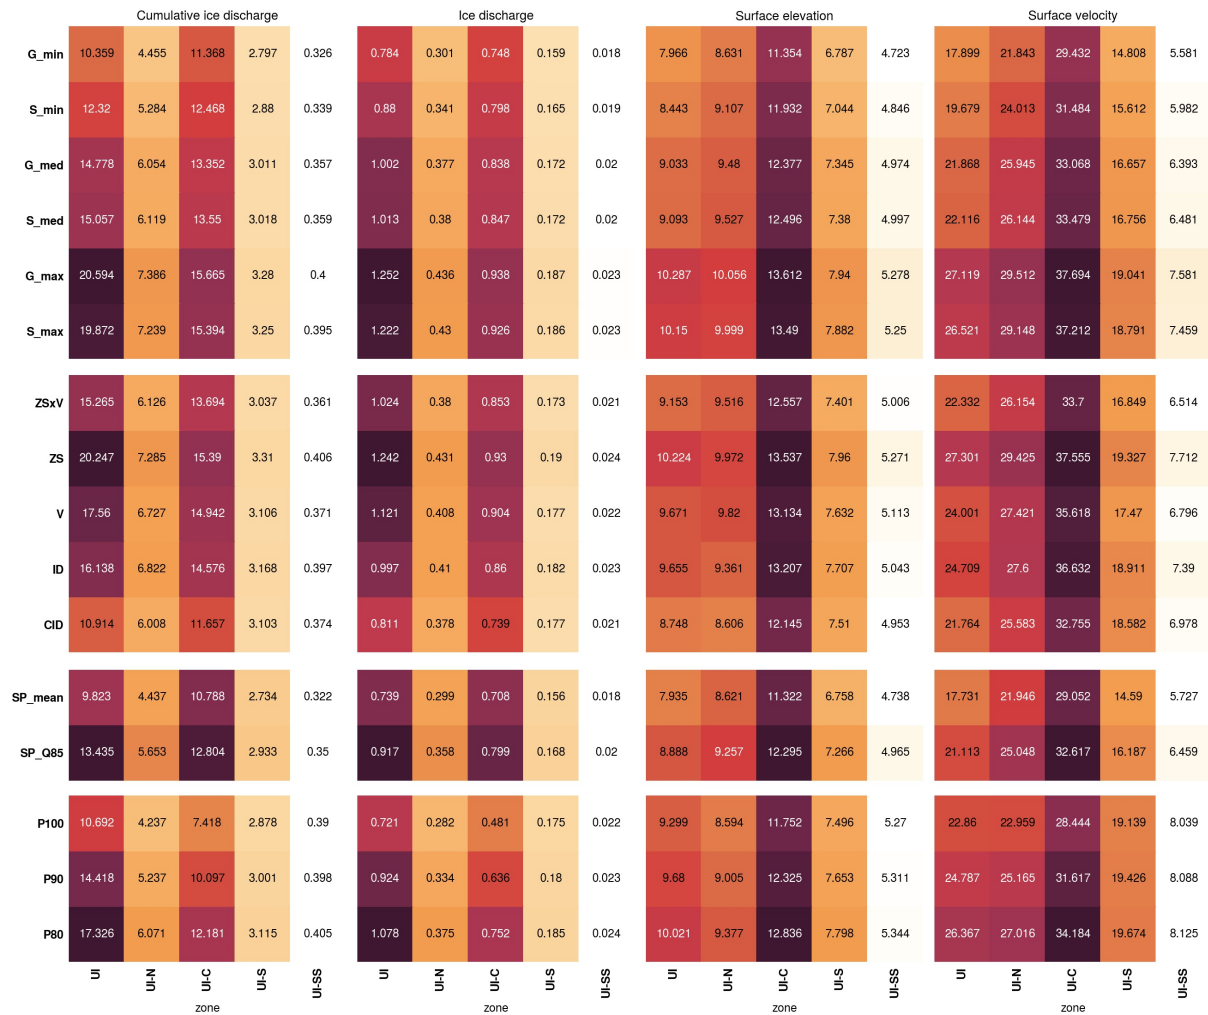 Cumulative ice discharge Ice discharge Surface elevation Surface velocity
G_min 10.359 4.455 11.368 2.797 0.326 0.784 0.301 0.748 0.159 0.018 7.966 8.631 11.354 6.787 4.723 17.899 21.843 29.432 14.808 5.581
S_min 12.32 5.284 12.468 2.88 0.339 0.88 0.341 0.798 0.165 0.019 8.443 9.107 11.932 7.044 4.846 19.679 24.013 31.484 15.612 5.982
G_med 14.778 6.054 13.352 3.011 0.357 1.002 0.377 0.838 0.172 0.02 9.033 9.48 12.377 7.345 4.974 21.868 25.945 33.068 16.657 6.393
S_med 15.057 6.119 13.55 3.018 0.359 1.013 0.38 0.847 0.172 0.02 9.093 9.527 12.496 7.38 4.997 22.116 26.144 33.479 16.756 6.481
G_max 20.594 7.386 15.665 3.28 0.4 1.252 0.436 0.938 0.187 0.023 10.287 10.056 13.612 7.94 5.278 27.119 29.512 37.694 19.041 7.581
S_max 19.872 7.239 15.394 3.25 0.395 1.222 0.43 0.926 0.186 0.023 10.15 9.999 13.49 7.882 5.25 26.521 29.148 37.212 18.791 7.459
ZSxV 15.265 6.126 13.694 3.037 0.361 1.024 0.38 0.853 0.173 0.021 9.153 9.516 12.557 7.401 5.006 22.332 26.154 33.7 16.849 6.514
ZS 20.247 7.285 15.39 3.31 0.406 1.242 0.431 0.93 0.19 0.024 10.224 9.972 13.537 7.96 5.271 27.301 29.425 37.555 19.327 7.712
V 17.56 6.727 14.942 3.106 0.371 1.121 0.408 0.904 0.177 0.022 9.671 9.82 13.134 7.632 5.113 24.001 27.421 35.618 17.47 6.796
ID 16.138 6.822 14.576 3.168 0.397 0.997 0.41 0.86 0.182 0.023 9.655 9.361 13.207 7.707 5.043 24.709 27.6 36.632 18.911 7.39
CID 10.914 6.008 11.657 3.103 0.374 0.811 0.378 0.739 0.177 0.021 8.748 8.606 12.145 7.51 4.953 21.764 25.583 32.755 18.582 6.978
SP_mean 9.823 4.437 10.788 2.734 0.322 0.739 0.299 0.708 0.156 0.018 7.935 8.621 11.322 6.758 4.738 17.731 21.946 29.052 14.59 5.727
SP_Q85 13.435 5.653 12.804 2.933 0.35 0.917 0.358 0.799 0.168 0.02 8.888 9.257 12.295 7.266 4.965 21.113 25.048 32.617 16.187 6.459
P100 10.692 4.237 7.418 2.878 0.39 0.721 0.282 0.481 0.175 0.022 9.299 8.594 11.752 7.496 5.27 22.86 22.959 28.444 19.139 8.039
P90 14.418 5.237 10.097 3.001 0.398 0.924 0.334 0.636 0.18 0.023 9.68 9.005 12.325 7.653 5.311 24.787 25.165 31.617 19.426 8.088
P80 17.326 6.071 12.181 3.115 0.405 1.078 0.375 0.752 0.185 0.024 10.021 9.377 12.836 7.798 5.344 26.367 27.016 34.184 19.674 8.125
UI UI-N UI-C UI-S UI-SS UI UI-N UI-C UI-S UI-SS UI UI-N UI-C UI-S UI-SS UI UI-N UI-C UI-S UI-SS
zone zone zone zone